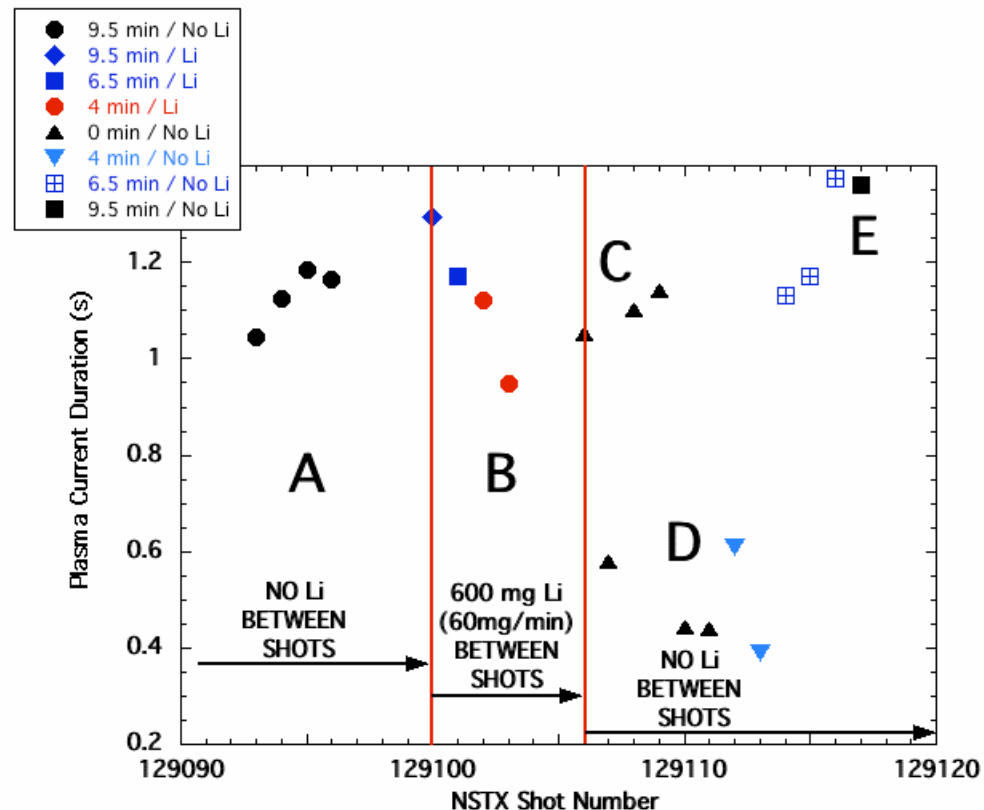 9.5 min / No Li
9.5 min / Li
6.5 min / Li
4 min / Li
0 min / No Li
4 min / No Li
6.5 min / No Li
9.5 min / No Li
Plasma Current Duration (s)
1.2
1
0.8
0.6
0.4
0.2
A
B
C
D
E
NO Li
BETWEEN
SHOTS
600 mg Li
(60mg/min)
BETWEEN
SHOTS
NO Li
BETWEEN
SHOTS
129090
129100
129110
129120
NSTX Shot Number